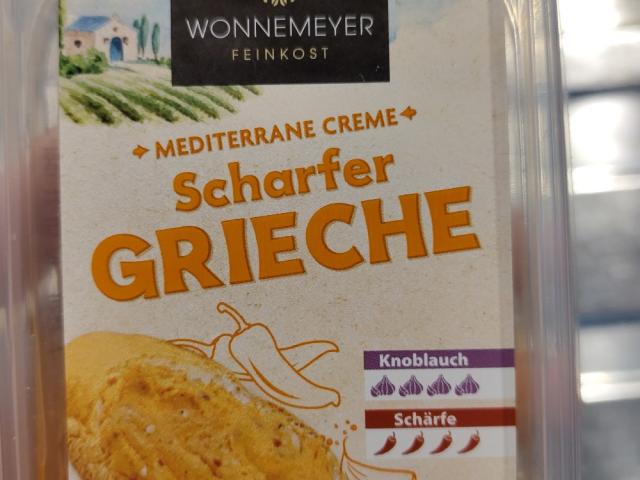 WONNEMEYER
FEINKOST
MEDITERRANE CREME
Scharfer
GRIECHE
Knoblauch
Schärfe